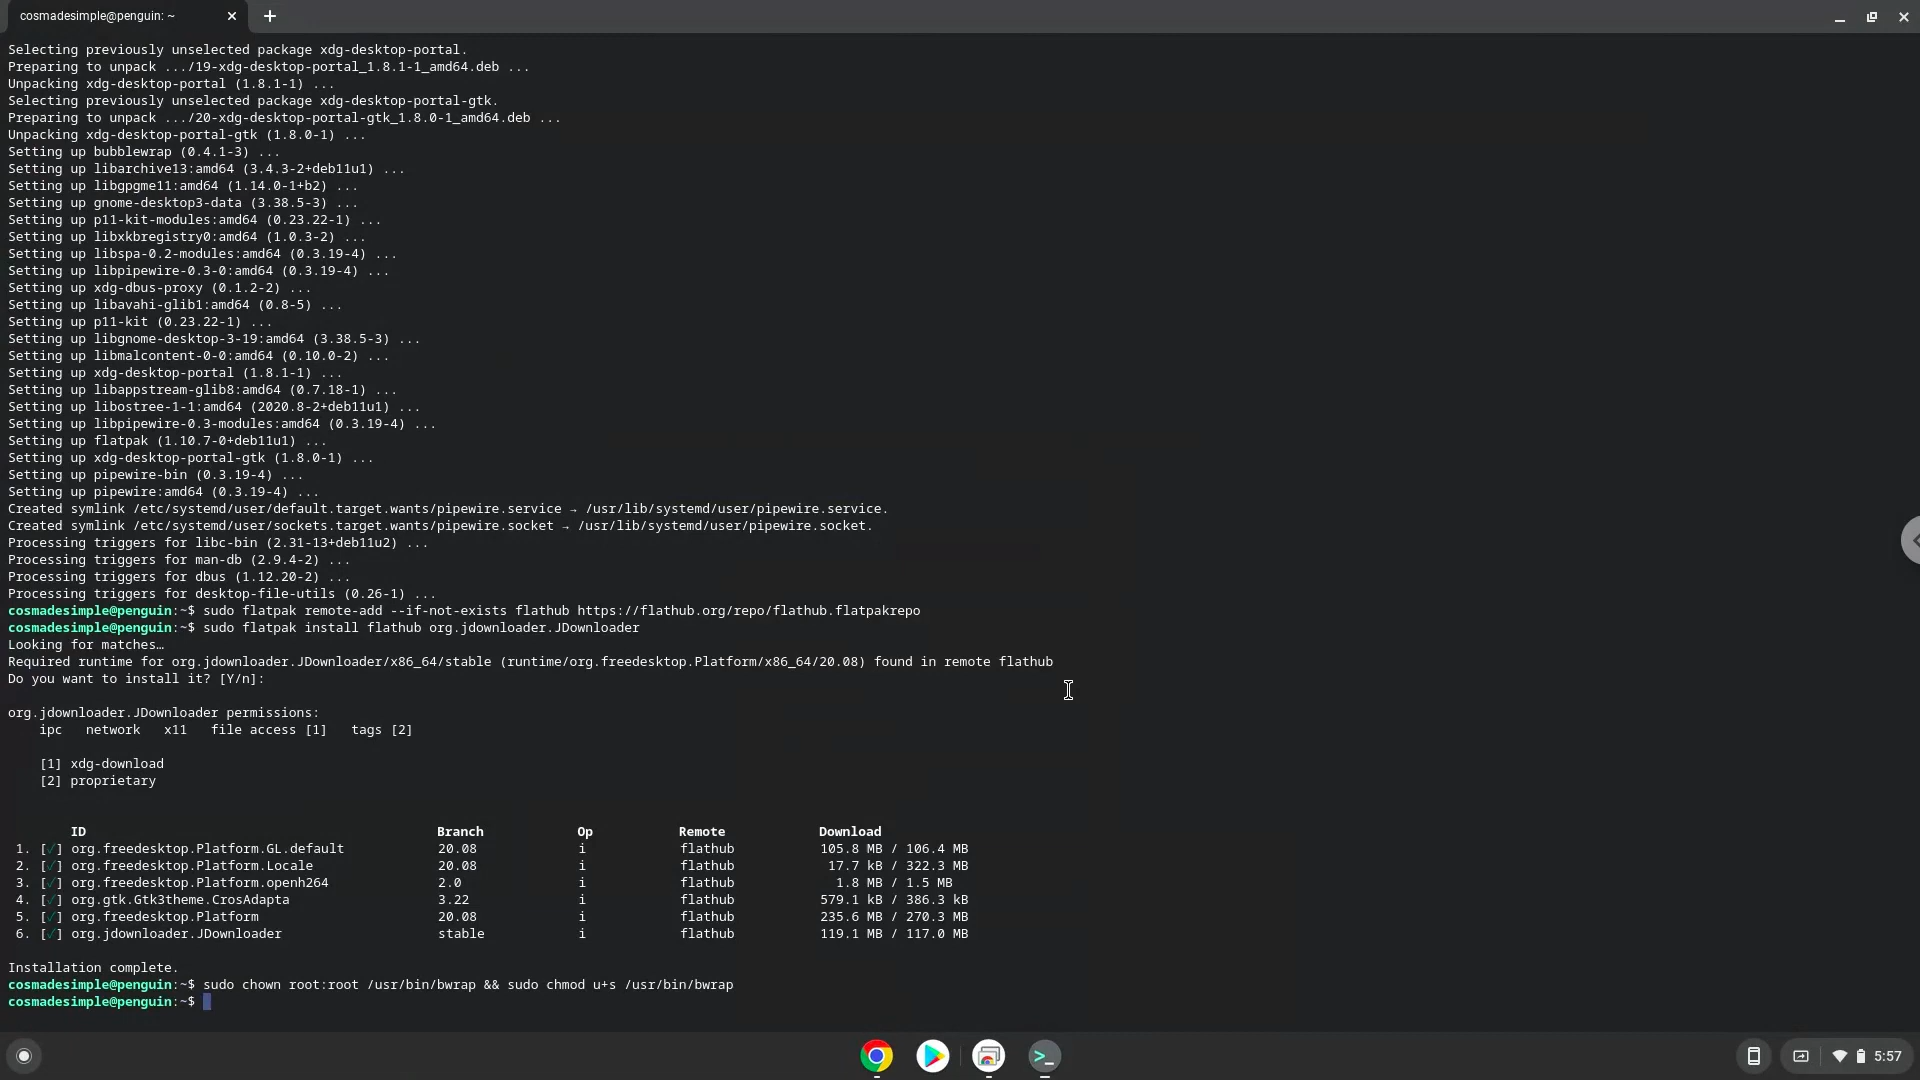 cosmadesimple@penguin: ~
Selecting previously unselected package xdg-desktop-portal.
Preparing to unpack .../19-xdg-desktop-portal_1.8.1-1_amd64.deb ...
Unpacking xdg-desktop-portal (1.8.1-1) ...
Selecting previously unselected package xdg-desktop-portal-gtk.
Preparing to unpack .../20-xdg-desktop-portal-gtk_1.8.0-1_amd64.deb ...
Unpacking xdg-desktop-portal-gtk (1.8.0-1) ...
Setting up bubblewrap (0.4.1-3) ...
Setting up libarchive13:amd64 (3.4.3-2+deb11u1) ...
Setting up libgpgme11:amd64 (1.14.0-1+b2) ...
Setting up gnome-desktop3-data (3.38.5-3) ...
Setting up p11-kit-modules:amd64 (0.23.22-1) ...
Setting up libxkbregistry0:amd64 (1.0.3-2) ...
Setting up libspa-0.2-modules:amd64 (0.3.19-4) ...
Setting up libpipewire-0.3-0:amd64 (0.3.19-4) ...
Setting up xdg-dbus-proxy (0.1.2-2) ...
Setting up libavahi-glib1:amd64 (0.8-5) ...
Setting up p11-kit (0.23.22-1) ...
Setting up libgnome-desktop-3-19:amd64 (3.38.5-3) ...
Setting up libmalcontent-0-0:amd64 (0.10.0-2) ...
Setting up xdg-desktop-portal (1.8.1-1) ...
Setting up libappstream-glib8:amd64 (0.7.18-1) ...
Setting up libostree-1-1:amd64 (2020.8-2+deb11u1) ...
Setting up libpipewire-0.3-modules:amd64 (0.3.19-4) ...
Setting up flatpak (1.10.7-0+deb11u1) ...
Setting up xdg-desktop-portal-gtk (1.8.0-1) ...
Setting up pipewire-bin (0.3.19-4) ...
Setting up pipewire:amd64 (0.3.19-4) ...
Created symlink /etc/systemd/user/default.target.wants/pipewire.service → /usr/lib/systemd/user/pipewire.service.
Created symlink /etc/systemd/user/sockets.target.wants/pipewire.socket → /usr/lib/systemd/user/pipewire.socket.
Processing triggers for libc-bin (2.31-13+deb11u2) ...
Processing triggers for man-db (2.9.4-2) ...
Processing triggers for dbus (1.12.20-2) ...
Processing triggers for desktop-file-utils (0.26-1) ...
cosmadesimple@penguin:~$ sudo flatpak remote-add --if-not-exists flathub https://flathub.org/repo/flathub.flatpakrepo
cosmadesimple@penguin:~$ sudo flatpak install flathub org.jdownloader.JDownloader
Looking for matches…
Required runtime for org.jdownloader.JDownloader/x86_64/stable (runtime/org.freedesktop.Platform/x86_64/20.08) found in remote flathub
Do you want to install it? [Y/n]:
org.jdownloader.JDownloader permissions:
ipc network x11 file access [1] tags [2]
[1] xdg-download
[2] proprietary
ID Branch Op Remote Download
1. [✓] org.freedesktop.Platform.GL.default 20.08 i flathub 105.8 MB / 106.4 MB
2. [✓] org.freedesktop.Platform.Locale 20.08 i flathub 17.7 kB / 322.3 MB
3. [✓] org.freedesktop.Platform.openh264 2.0 i flathub 1.8 MB / 1.5 MB
4. [✓] org.gtk.Gtk3theme.CrosAdapta 3.22 i flathub 579.1 kB / 386.3 kB
5. [✓] org.freedesktop.Platform 20.08 i flathub 235.6 MB / 270.3 MB
6. [✓] org.jdownloader.JDownloader stable i flathub 119.1 MB / 117.0 MB
Installation complete.
cosmadesimple@penguin:~$ sudo chown root:root /usr/bin/bwrap && sudo chmod u+s /usr/bin/bwrap
cosmadesimple@penguin:~$
5:57